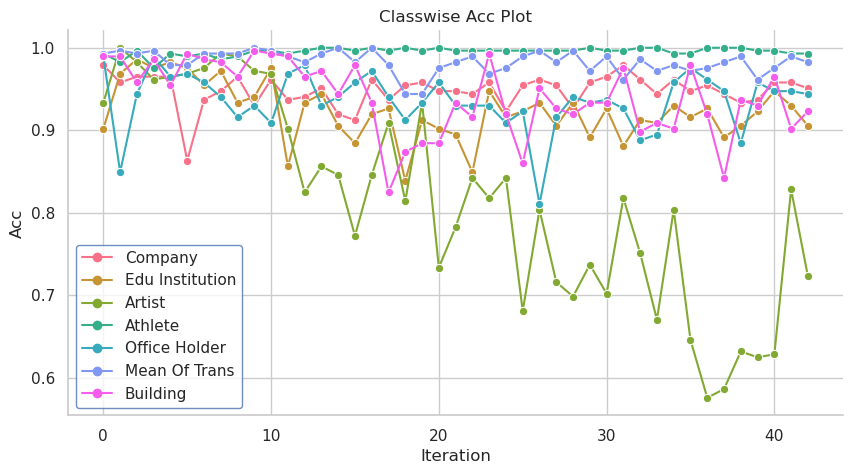 Classwise Acc Plot
1.0
0.9
0.8
0.7
0.6
Acc
Company
Edu Institution
Artist
Athlete
Office Holder
Mean Of Trans
Building
0 10 20 30 40
Iteration